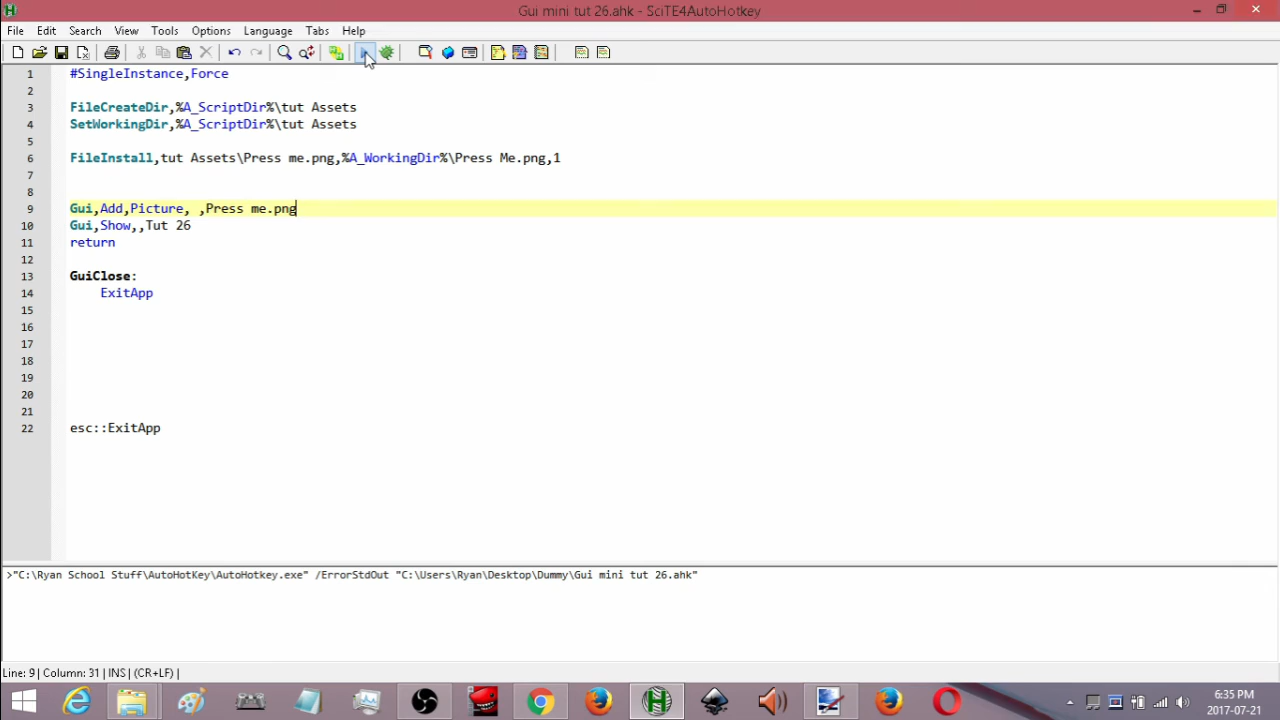 Gui mini tut 26.ahk - SciTE4AutoHotkey
File Edit Search View Tools Options Language Tabs Help
1 #SingleInstance,Force
2
3 FileCreateDir,%A_ScriptDir%\tut Assets
4 SetWorkingDir,%A_ScriptDir%\tut Assets
5
6 FileInstall,tut Assets\Press me.png,%A_WorkingDir%\Press Me.png,1
7
8
9 Gui,Add,Picture, ,Press me.png
10 Gui,Show,,Tut 26
11 return
12
13 GuiClose:
14 ExitApp
15
16
17
18
19
20
21
22 esc::ExitApp
>"C:\Ryan School Stuff\AutoHotKey\AutoHotkey.exe" /ErrorStdOut "C:\Users\Ryan\Desktop\Dummy\Gui mini tut 26.ahk"
Line: 9 | Column: 31 | INS | (CR+LF) |
6:35 PM
2017-07-21